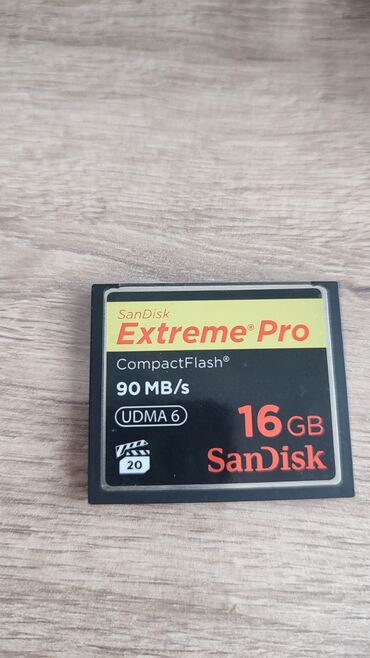 SanDisk
Extreme® Pro
CompactFlash®
90 MB/s
UDMA 6
16 GB
20
SanDisk